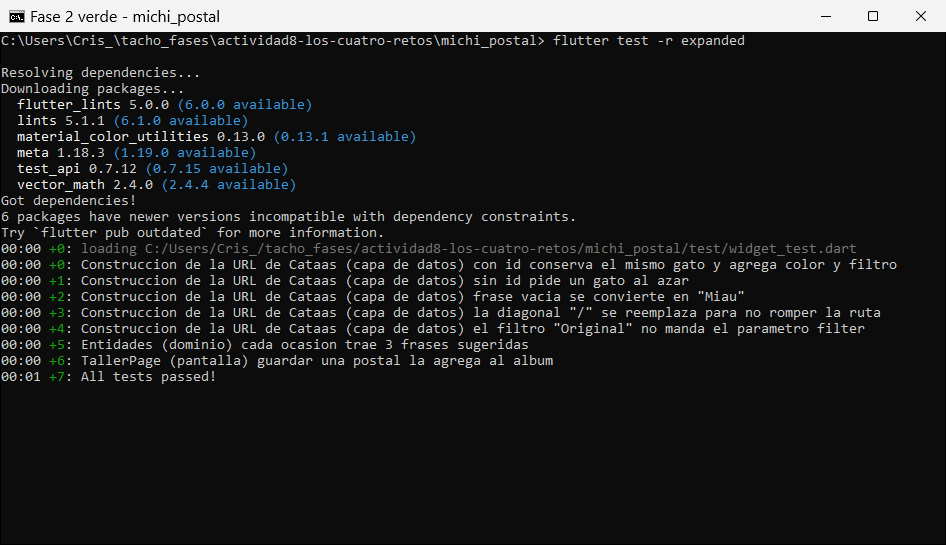 Fase 2 verde - michi_postal
C:\Users\Cris_\tacho_fases\actividad8-los-cuatro-retos\michi_postal> flutter test -r expanded
Resolving dependencies...
Downloading packages...
flutter_lints 5.0.0 (6.0.0 available)
lints 5.1.1 (6.1.0 available)
material_color_utilities 0.13.0 (0.13.1 available)
meta 1.18.3 (1.19.0 available)
test_api 0.7.12 (0.7.15 available)
vector_math 2.4.0 (2.4.4 available)
Got dependencies!
6 packages have newer versions incompatible with dependency constraints.
Try `flutter pub outdated` for more information.
00:00 +0: loading C:/Users/Cris_/tacho_fases/actividad8-los-cuatro-retos/michi_postal/test/widget_test.dart
00:00 +0: Construccion de la URL de Cataas (capa de datos) con id conserva el mismo gato y agrega color y filtro
00:00 +1: Construccion de la URL de Cataas (capa de datos) sin id pide un gato al azar
00:00 +2: Construccion de la URL de Cataas (capa de datos) frase vacia se convierte en "Miau"
00:00 +3: Construccion de la URL de Cataas (capa de datos) la diagonal "/" se reemplaza para no romper la ruta
00:00 +4: Construccion de la URL de Cataas (capa de datos) el filtro "Original" no manda el parametro filter
00:00 +5: Entidades (dominio) cada ocasion trae 3 frases sugeridas
00:00 +6: TallerPage (pantalla) guardar una postal la agrega al album
00:01 +7: All tests passed!